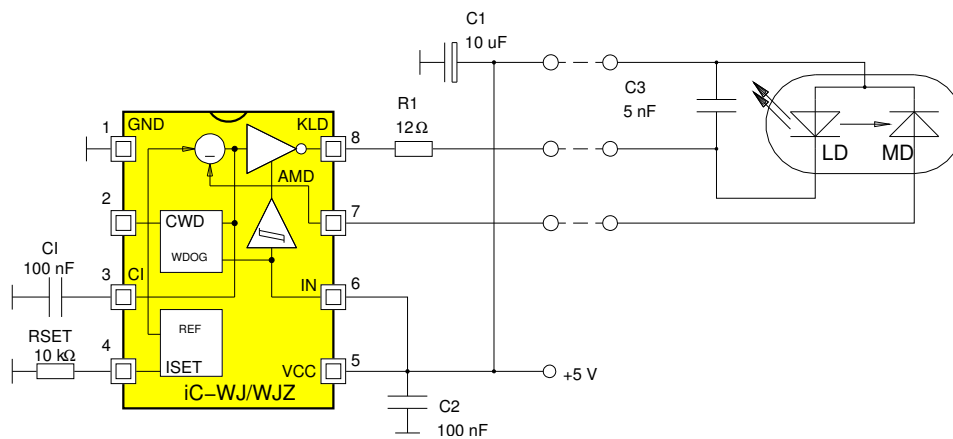 C1
10 uF
C3
5 nF
R1
12Ω
1
GND
KLD
8
LD
MD
AMD
2
CWD
7
WDOG
CI
100 nF
3
CI
IN
6
RSET
10 kΩ
4
REF
ISET
VCC
5
+5 V
iC–WJ/WJZ
C2
100 nF